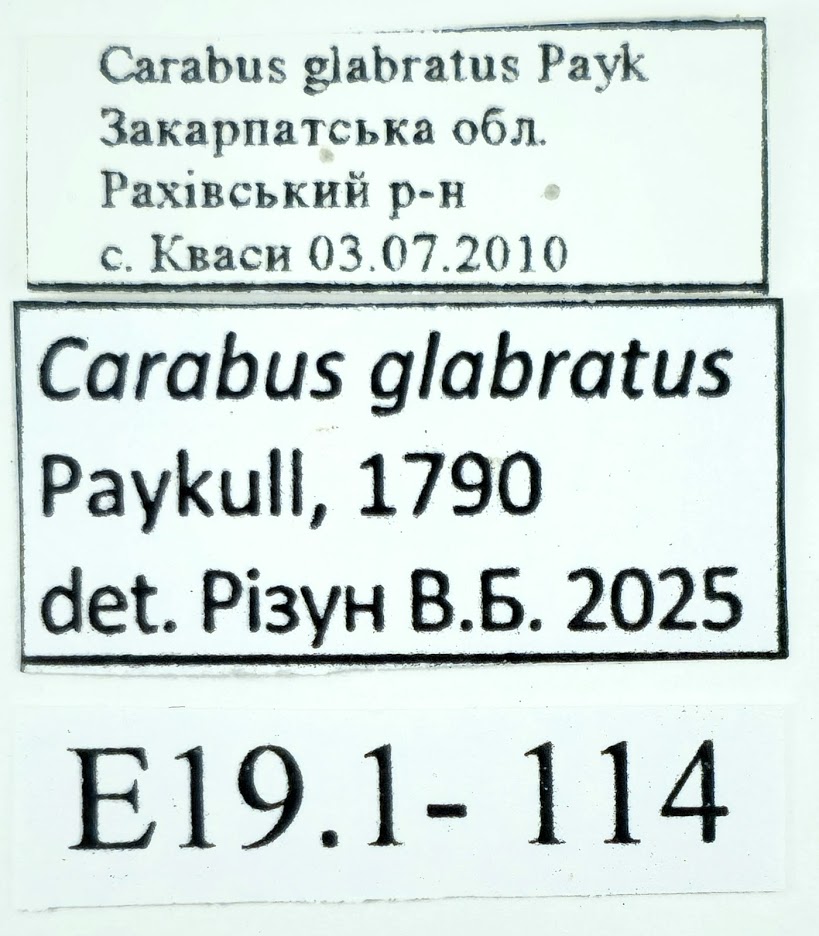 Carabus glabratus Payk
Закарпатська обл.
Рахівський р-н
с. Кваси 03.07.2010
Carabus glabratus
Paykull, 1790
det. Різун В.Б. 2025
E19.1- 114